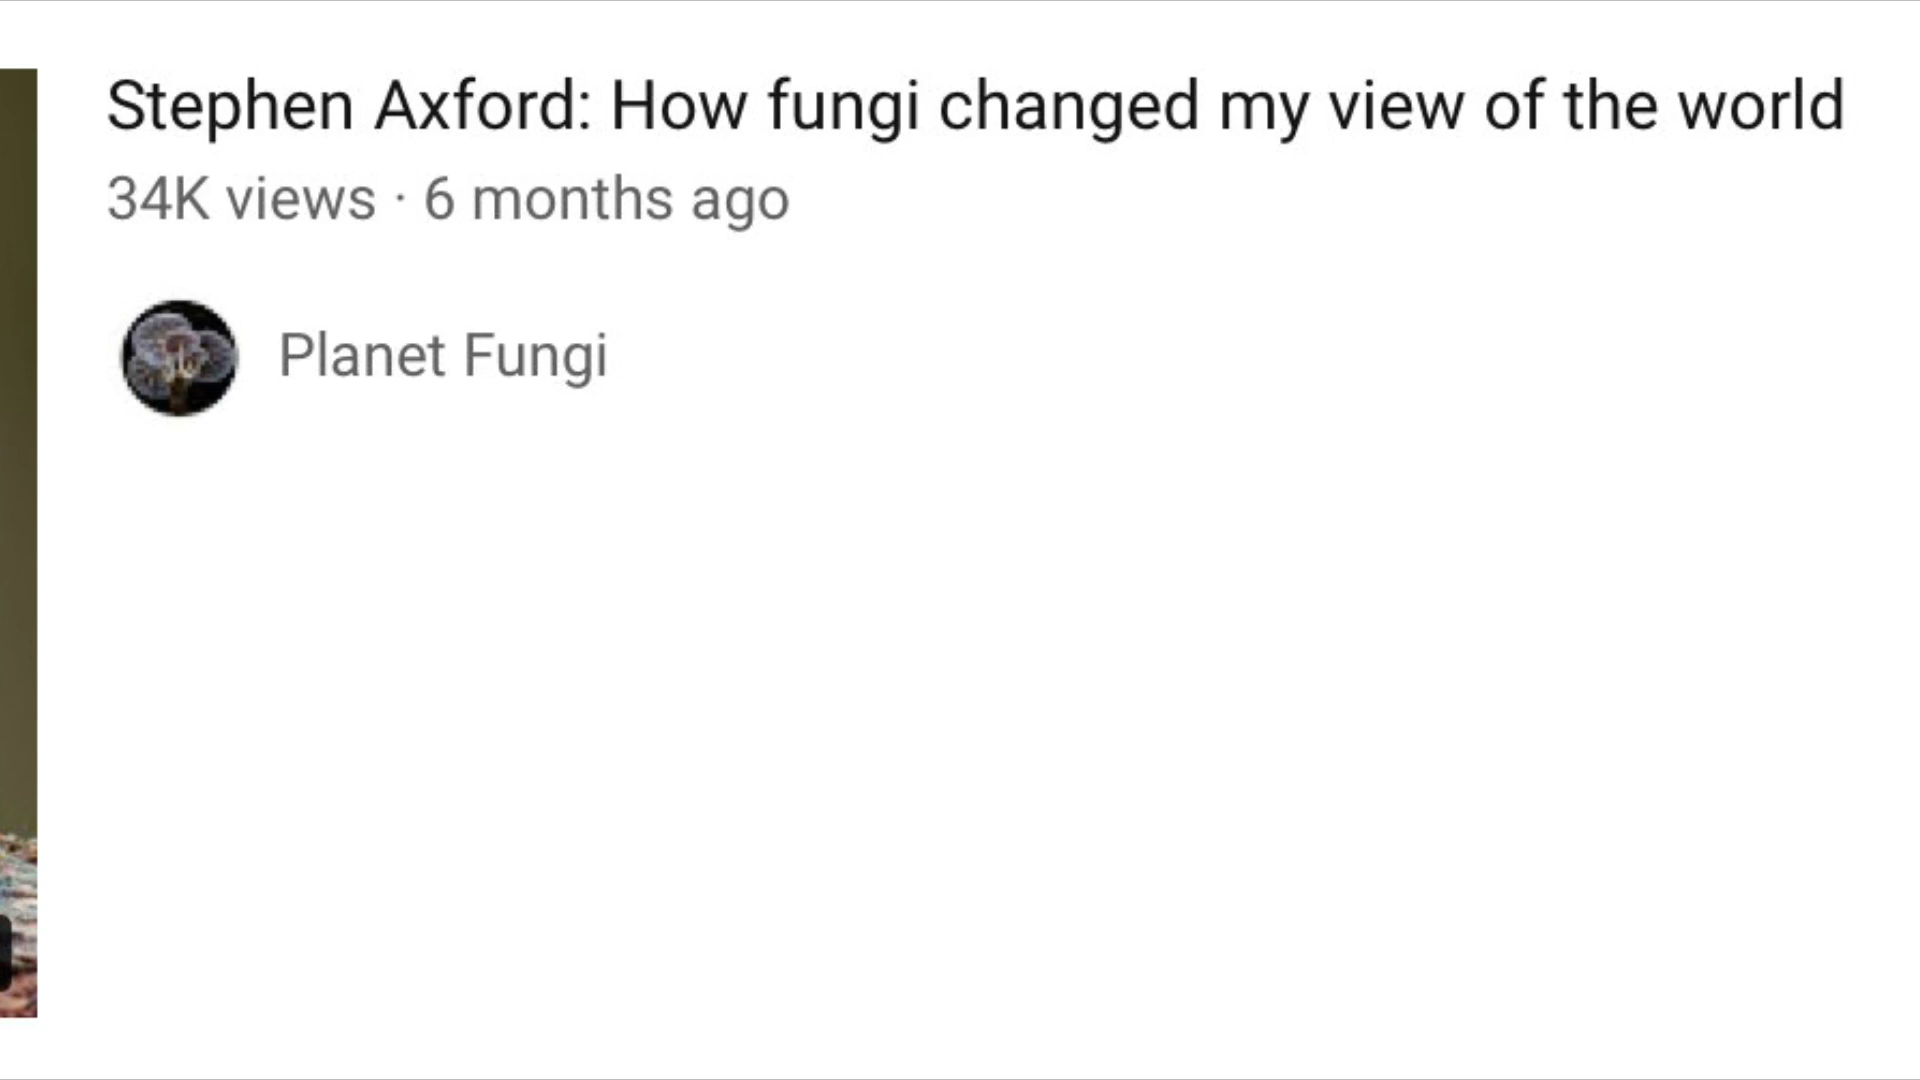 Stephen Axford: How fungi changed my view of the world
34K views · 6 months ago
Planet Fungi